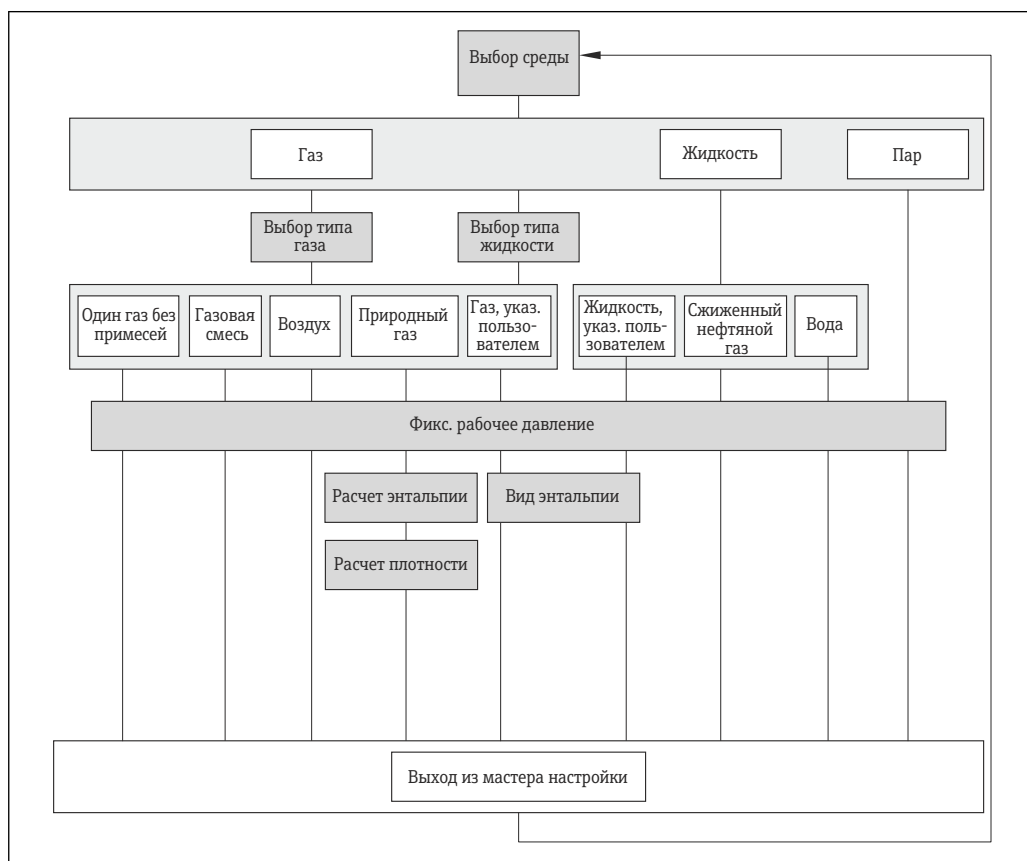 Выбор среды
Газ
Жидкость
Пар
Выбор типа
газа
Выбор типа
жидкости
Один газ без
примесей
Газовая
смесь
Воздух
Природный
газ
Газ, указ.
пользо-
вателем
Жидкость,
указ. поль-
зователем
Сжиженный
нефтяной
газ
Вода
Фикс. рабочее давление
Расчет энтальпии
Вид энтальпии
Расчет плотности
Выход из мастера настройки